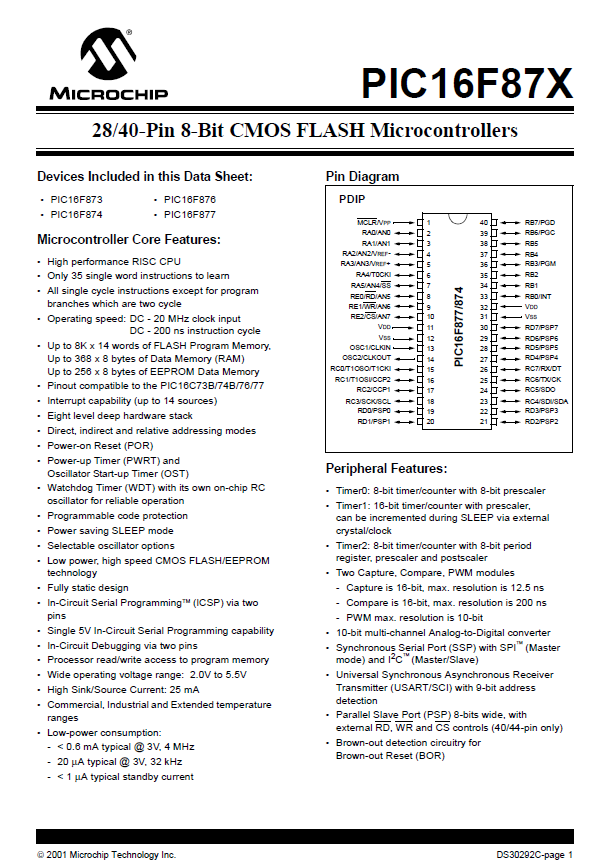 MICROCHIP
PIC16F87X
28/40-Pin 8-Bit CMOS FLASH Microcontrollers
Devices Included in this Data Sheet:
• PIC16F873 • PIC16F876
• PIC16F874 • PIC16F877
Microcontroller Core Features:
• High performance RISC CPU
• Only 35 single word instructions to learn
• All single cycle instructions except for program
branches which are two cycle
• Operating speed: DC - 20 MHz clock input
DC - 200 ns instruction cycle
• Up to 8K x 14 words of FLASH Program Memory,
Up to 368 x 8 bytes of Data Memory (RAM)
Up to 256 x 8 bytes of EEPROM Data Memory
• Pinout compatible to the PIC16C73B/74B/76/77
• Interrupt capability (up to 14 sources)
• Eight level deep hardware stack
• Direct, indirect and relative addressing modes
• Power-on Reset (POR)
• Power-up Timer (PWRT) and
Oscillator Start-up Timer (OST)
• Watchdog Timer (WDT) with its own on-chip RC
oscillator for reliable operation
• Programmable code protection
• Power saving SLEEP mode
• Selectable oscillator options
• Low power, high speed CMOS FLASH/EEPROM
technology
• Fully static design
• In-Circuit Serial Programming™ (ICSP) via two
pins
• Single 5V In-Circuit Serial Programming capability
• In-Circuit Debugging via two pins
• Processor read/write access to program memory
• Wide operating voltage range: 2.0V to 5.5V
• High Sink/Source Current: 25 mA
• Commercial, Industrial and Extended temperature
ranges
• Low-power consumption:
- < 0.6 mA typical @ 3V, 4 MHz
- 20 µA typical @ 3V, 32 kHz
- < 1 µA typical standby current
Pin Diagram
PDIP
MCLR/VPP 1 40 RB7/PGD
RA0/AN0 2 39 RB6/PGC
RA1/AN1 3 38 RB5
RA2/AN2/VREF- 4 37 RB4
RA3/AN3/VREF+ 5 36 RB3/PGM
RA4/T0CKI 6 35 RB2
RA5/AN4/SS 7 34 RB1
RE0/RD/AN5 8 33 RB0/INT
RE1/WR/AN6 9 32 VDD
RE2/CS/AN7 10 31 VSS
VDD 11 30 RD7/PSP7
VSS 12 29 RD6/PSP6
OSC1/CLKIN 13 28 RD5/PSP5
OSC2/CLKOUT 14 27 RD4/PSP4
RC0/T1OSO/T1CKI 15 26 RC7/RX/DT
RC1/T1OSI/CCP2 16 25 RC6/TX/CK
RC2/CCP1 17 24 RC5/SDO
RC3/SCK/SCL 18 23 RC4/SDI/SDA
RD0/PSP0 19 22 RD3/PSP3
RD1/PSP1 20 21 RD2/PSP2
PIC16F877/874
Peripheral Features:
• Timer0: 8-bit timer/counter with 8-bit prescaler
• Timer1: 16-bit timer/counter with prescaler,
can be incremented during SLEEP via external
crystal/clock
• Timer2: 8-bit timer/counter with 8-bit period
register, prescaler and postscaler
• Two Capture, Compare, PWM modules
- Capture is 16-bit, max. resolution is 12.5 ns
- Compare is 16-bit, max. resolution is 200 ns
- PWM max. resolution is 10-bit
• 10-bit multi-channel Analog-to-Digital converter
• Synchronous Serial Port (SSP) with SPI™ (Master
mode) and I²C™ (Master/Slave)
• Universal Synchronous Asynchronous Receiver
Transmitter (USART/SCI) with 9-bit address
detection
• Parallel Slave Port (PSP) 8-bits wide, with
external RD, WR and CS controls (40/44-pin only)
• Brown-out detection circuitry for
Brown-out Reset (BOR)
© 2001 Microchip Technology Inc. DS30292C-page 1